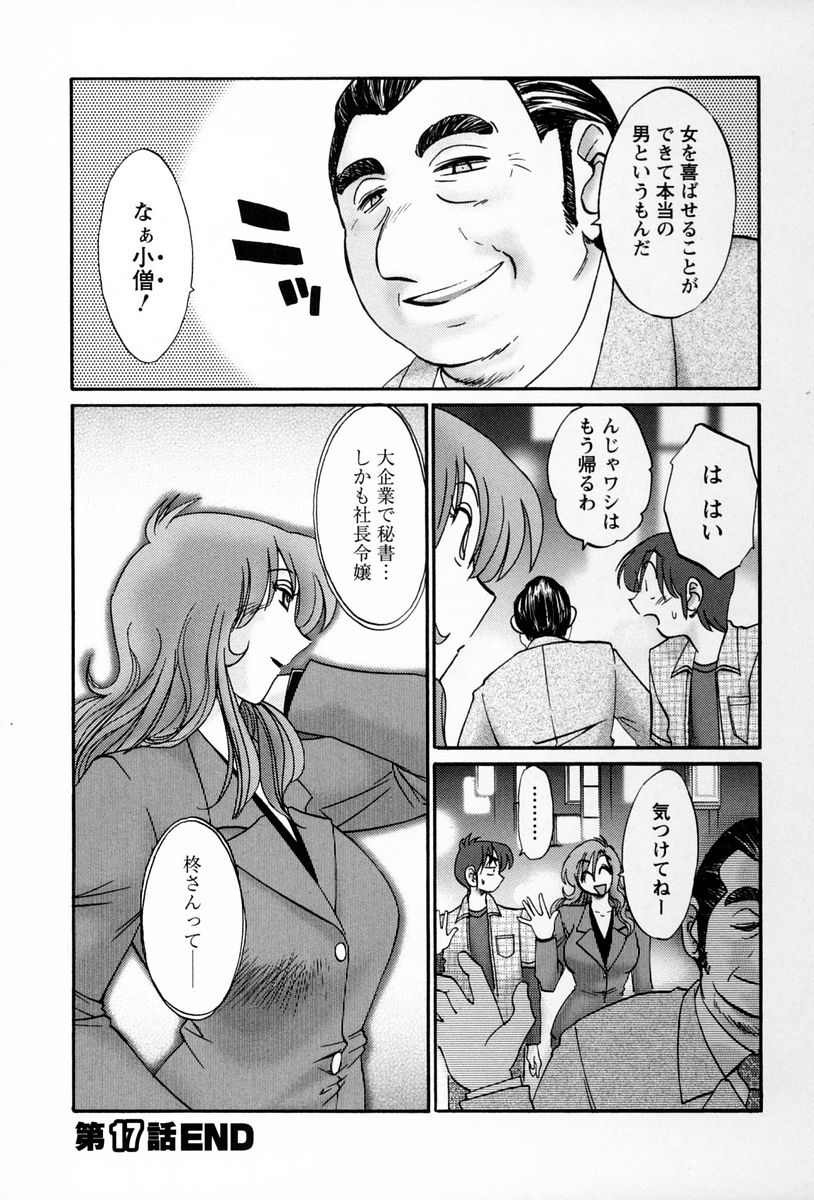 女を喜ばせることが
できて本当の
男というもんだ
なぁ小僧！
ニッ
ははい
んじゃワシは
もう帰るわ
気つけてねー
………
大企業で秘書…
しかも社長令嬢
柊さんって──
第17話END